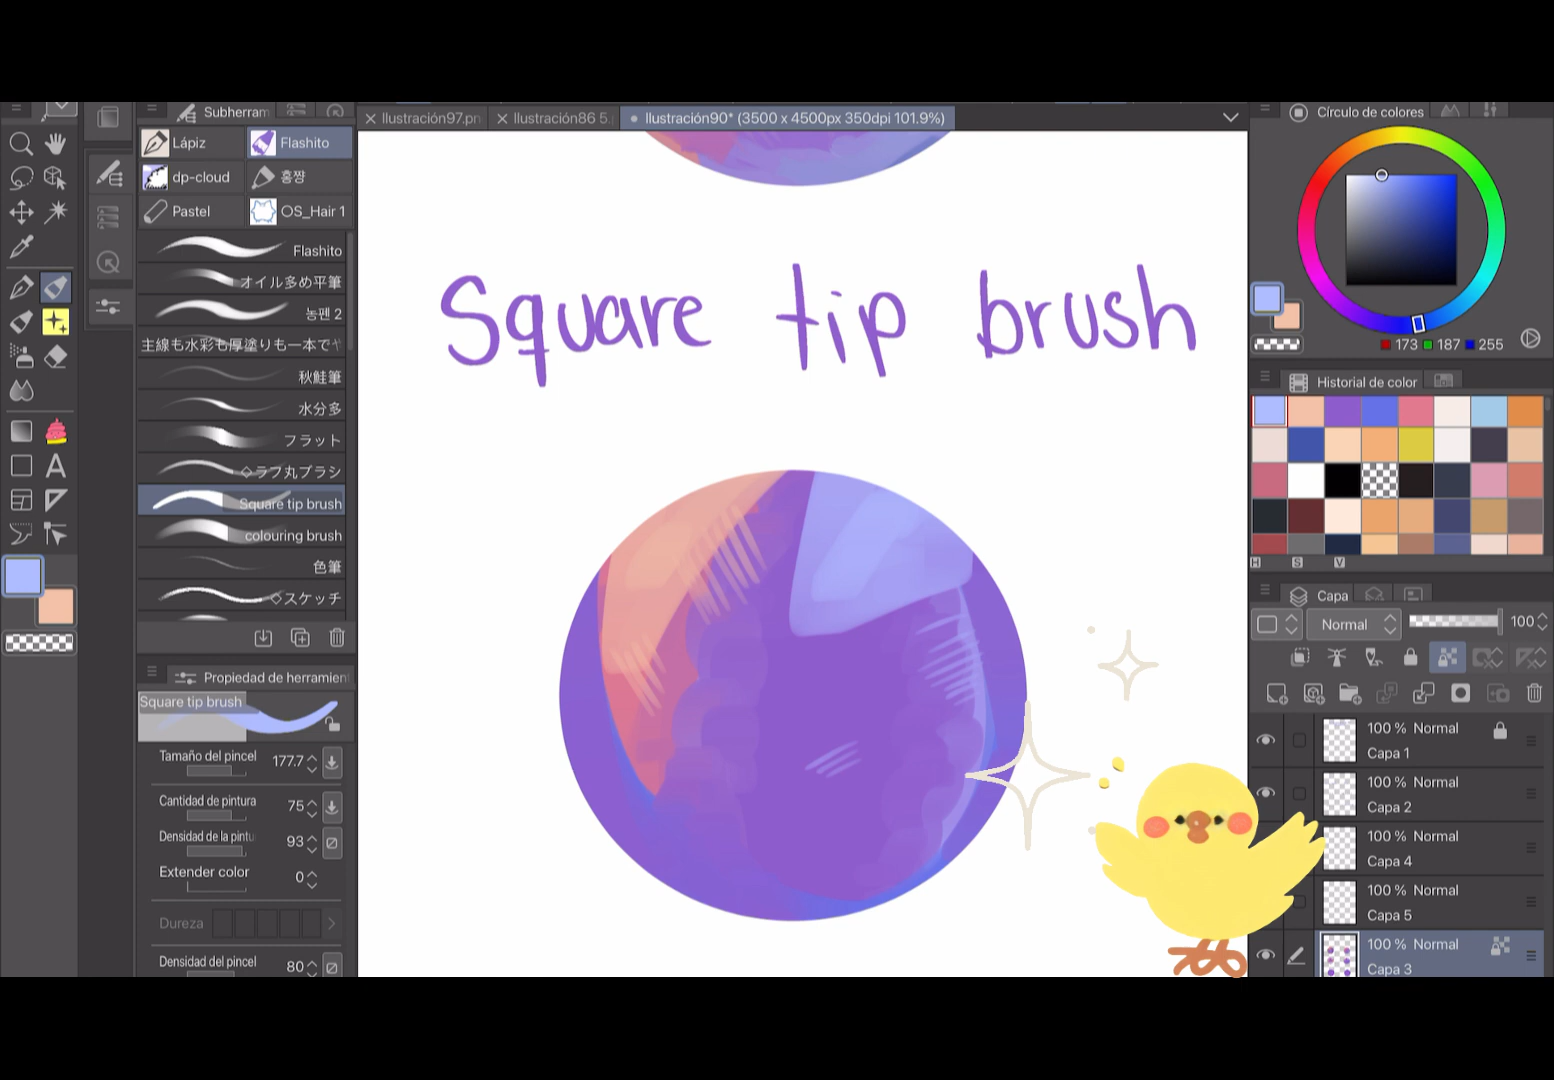 Subherram
Lápiz
Flashito
dp-cloud
홍쨩
Pastel
OS_Hair 1
Flashito
オイル多め平筆
농펜 2
主線も水彩も厚塗りも一本でや
秋鮭筆
水分多
フラット
◇ラフ丸ブラシ
Square tip brush
colouring brush
色筆
◇スケッチ
Propiedad de herramien
Square tip brush
Tamaño del pincel 177.7
Cantidad de pintura 75
Densidad de la pintu 93
Extender color 0
Dureza
Densidad del pincel 80
Ilustración97.pn
Ilustración86 5.
Ilustración90* (3500 x 4500px 350dpi 101.9%)
Square tip brush
Círculo de colores
173 187 255
Historial de color
H S V
Capa
Normal 100
100 % Normal
Capa 1
100 % Normal
Capa 2
100 % Normal
Capa 4
100 % Normal
Capa 5
100 % Normal
Capa 3